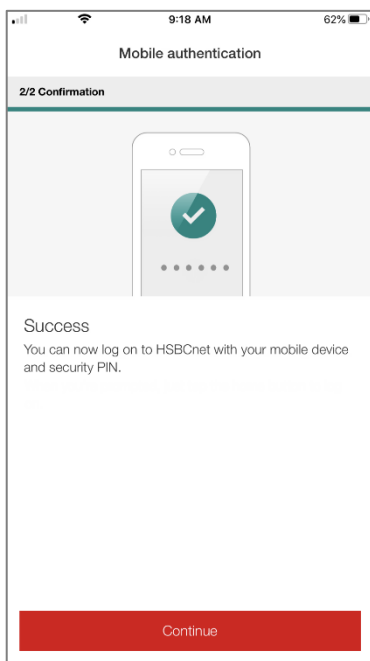 9:18 AM
62%
Mobile authentication
2/2 Confirmation
Success
You can now log on to HSBCnet with your mobile device
and security PIN.
Continue